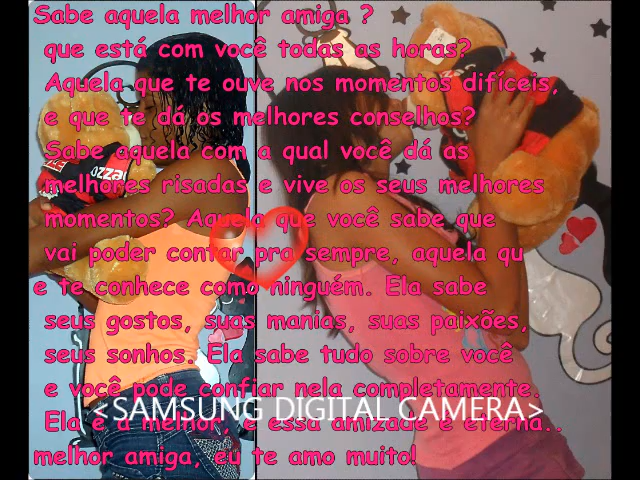 Sabe aquela melhor amiga ?
que está com você todas as horas?
Aquela que te ouve nos momentos difíceis,
e que te dá os melhores conselhos?
Sabe aquela com a qual você dá as
melhores risadas e vive os seus melhores
momentos? Aquela que você sabe que
vai poder contar pra sempre, aquela qu
e te conhece como ninguém. Ela sabe
seus gostos, suas manias, suas paixões,
seus sonhos. Ela sabe tudo sobre você
e você pode confiar nela completamente.
<SAMSUNG DIGITAL CAMERA>
Ela é a melhor, e essa amizade é eterna..
melhor amiga, eu te amo muito!
ozza